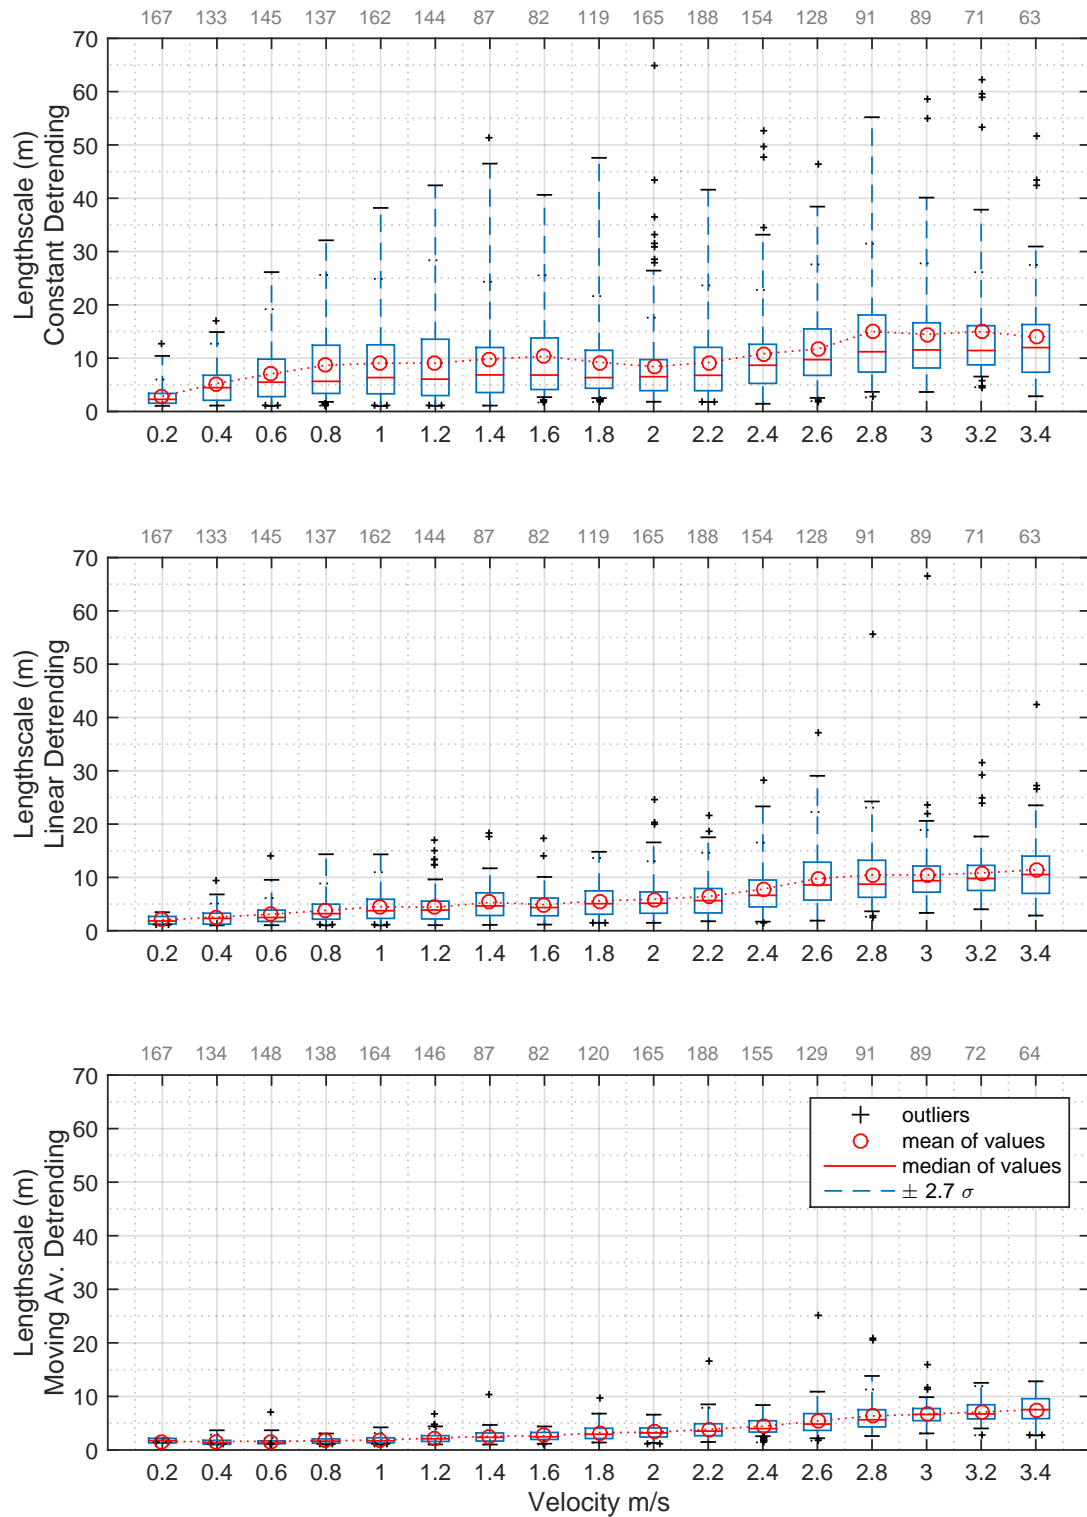 167 133 145 137 162 144 87 82 119 165 188 154 128 91 89 71 63
70
60
50
40
30
20
10
0
Lengthscale (m)
Constant Detrending
0.2 0.4 0.6 0.8 1 1.2 1.4 1.6 1.8 2 2.2 2.4 2.6 2.8 3 3.2 3.4
167 133 145 137 162 144 87 82 119 165 188 154 128 91 89 71 63
70
60
50
40
30
20
10
0
Lengthscale (m)
Linear Detrending
0.2 0.4 0.6 0.8 1 1.2 1.4 1.6 1.8 2 2.2 2.4 2.6 2.8 3 3.2 3.4
167 134 148 138 164 146 87 82 120 165 188 155 129 91 89 72 64
70
60
50
40
30
20
10
0
Lengthscale (m)
Moving Av. Detrending
outliers
mean of values
median of values
± 2.7 σ
0.2 0.4 0.6 0.8 1 1.2 1.4 1.6 1.8 2 2.2 2.4 2.6 2.8 3 3.2 3.4
Velocity m/s